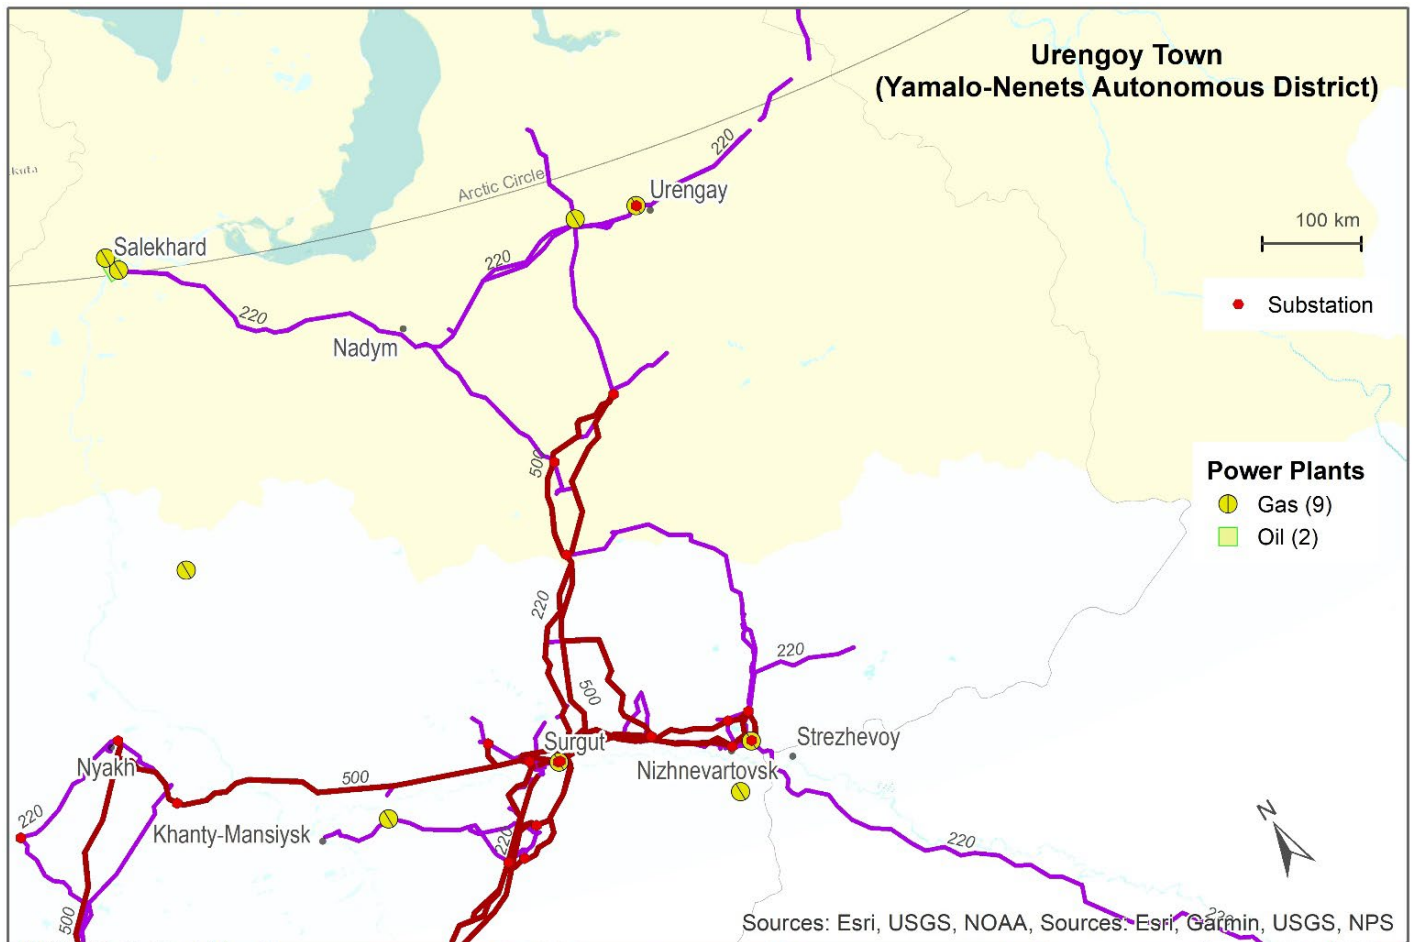 Urengoy Town
(Yamalo-Nenets Autonomous District)
220
kuta
Arctic Circle
Urengay
100 km
Salekhard
220
220
Substation
Nadym
500
Power Plants
Gas (9)
Oil (2)
220
220
500
Surgut
Strezhevoy
Nyakh
500
Nizhnevartovsk
220
Khanty-Mansiysk
220
220
N
500
220
Sources: Esri, USGS, NOAA, Sources: Esri, Garmin, USGS, NPS